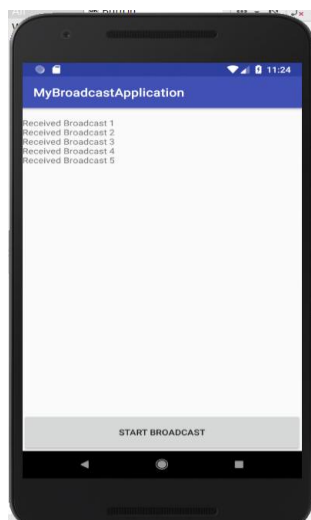 11:24
MyBroadcastApplication
Received Broadcast 1
Received Broadcast 2
Received Broadcast 3
Received Broadcast 4
Received Broadcast 5
START BROADCAST